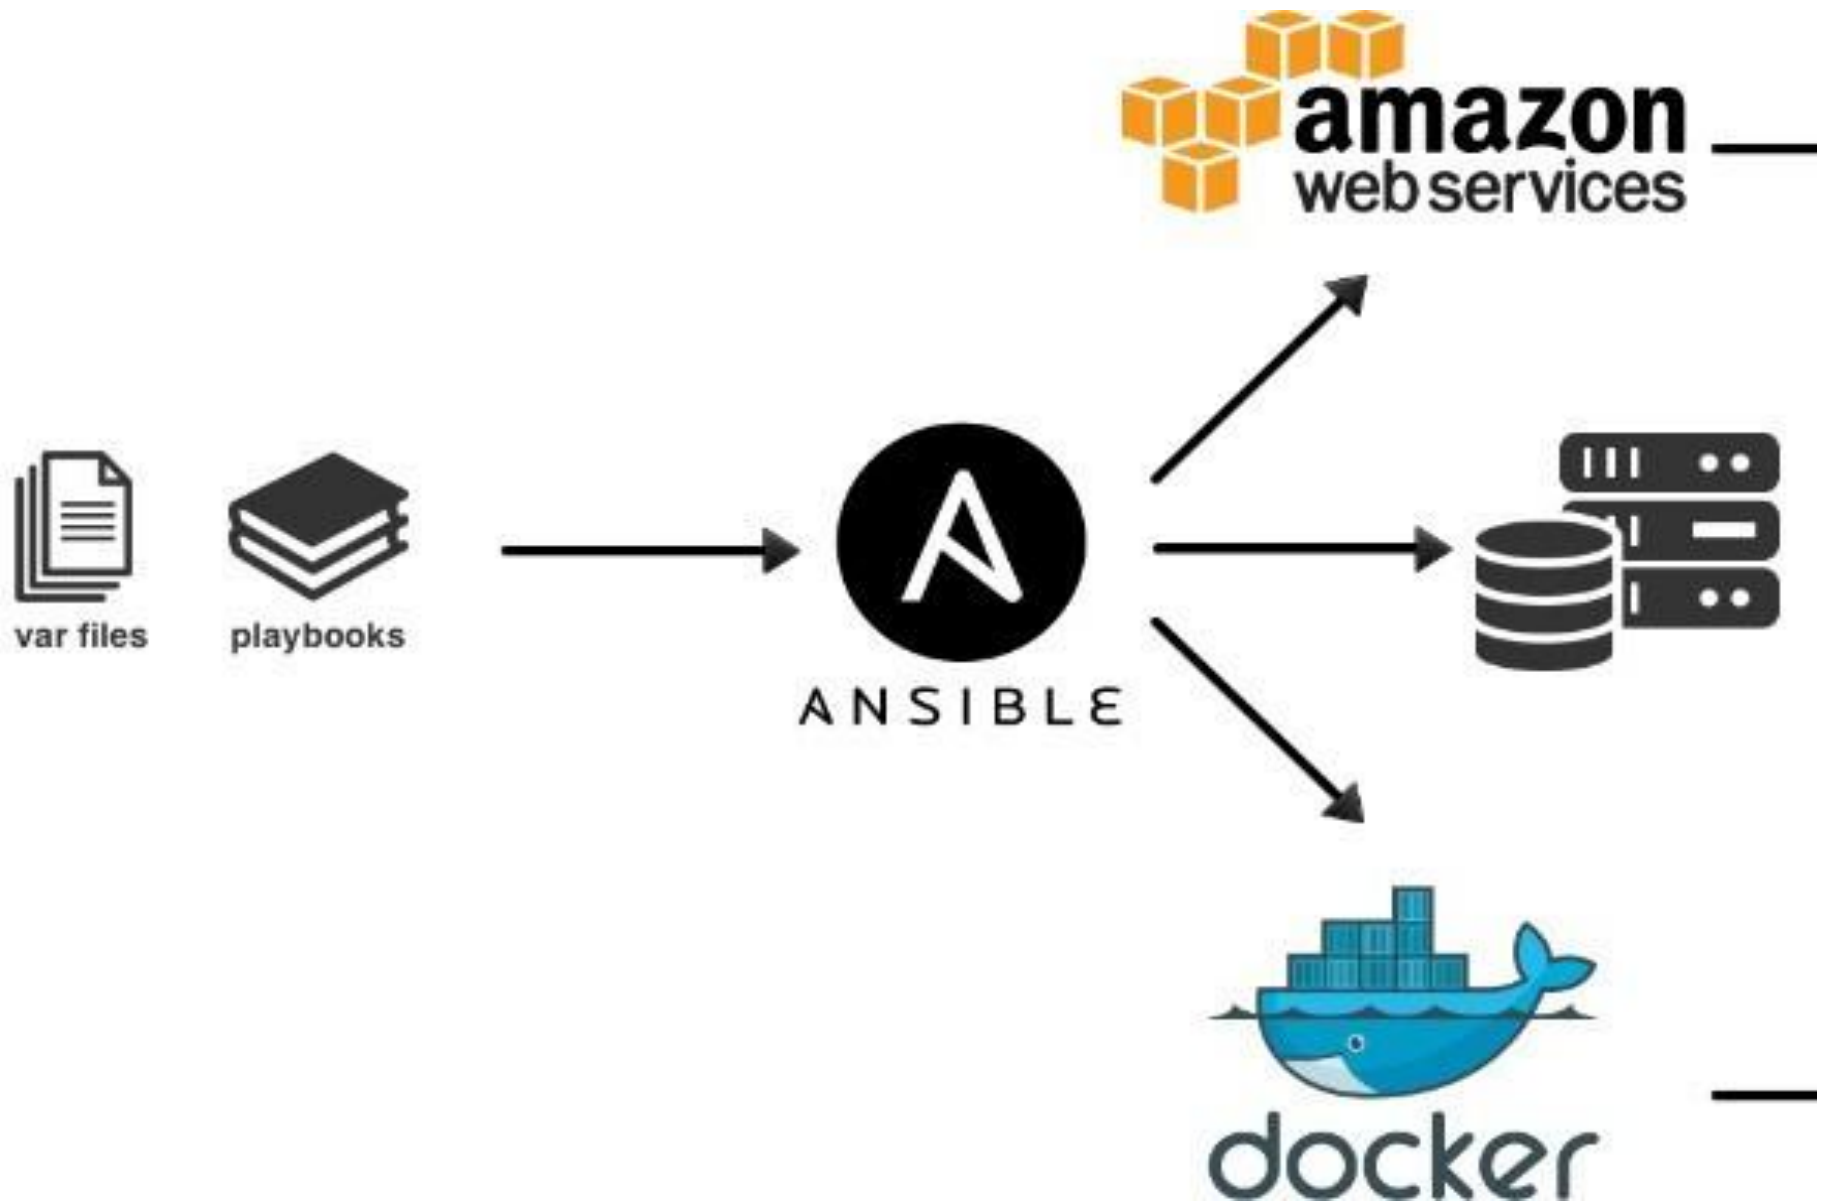 amazon
web services
var files
playbooks
ANSIBLE
docker